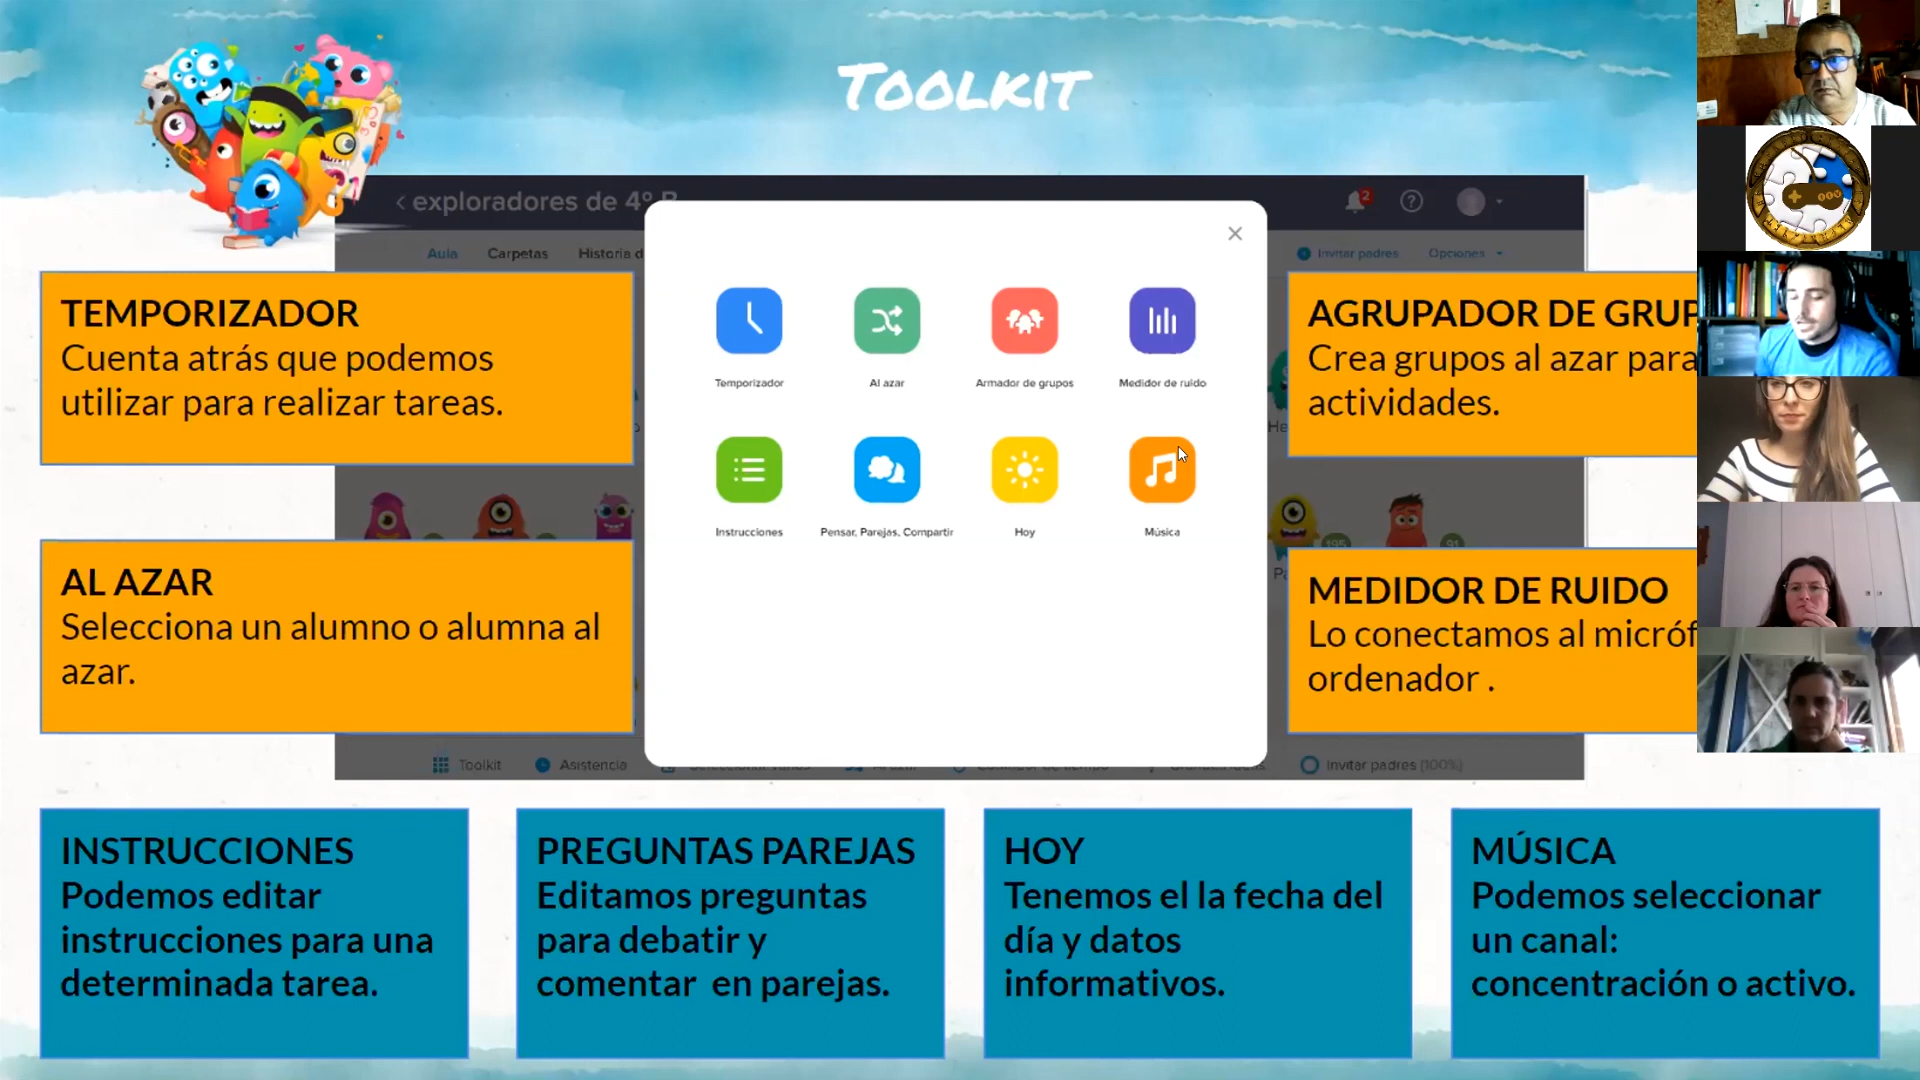 TOOLKIT
exploradores de 4º B
2
Aula
Carpetas
Historia d
Invitar padres
Opciones
TEMPORIZADOR
Cuenta atrás que podemos
utilizar para realizar tareas.
AGRUPADOR DE GRUP
Crea grupos al azar para
actividades.
Temporizador
Al azar
Armador de grupos
Medidor de ruido
Instrucciones
Pensar, Parejas, Compartir
Hoy
Música
AL AZAR
Selecciona un alumno o alumna al
azar.
He
195
91
MEDIDOR DE RUIDO
Lo conectamos al micróf
ordenador .
Toolkit
Asistencia
Invitar padres (100%)
INSTRUCCIONES
Podemos editar
instrucciones para una
determinada tarea.
PREGUNTAS PAREJAS
Editamos preguntas
para debatir y
comentar  en parejas.
HOY
Tenemos el la fecha del
día y datos
informativos.
MÚSICA
Podemos seleccionar
un canal:
concentración o activo.